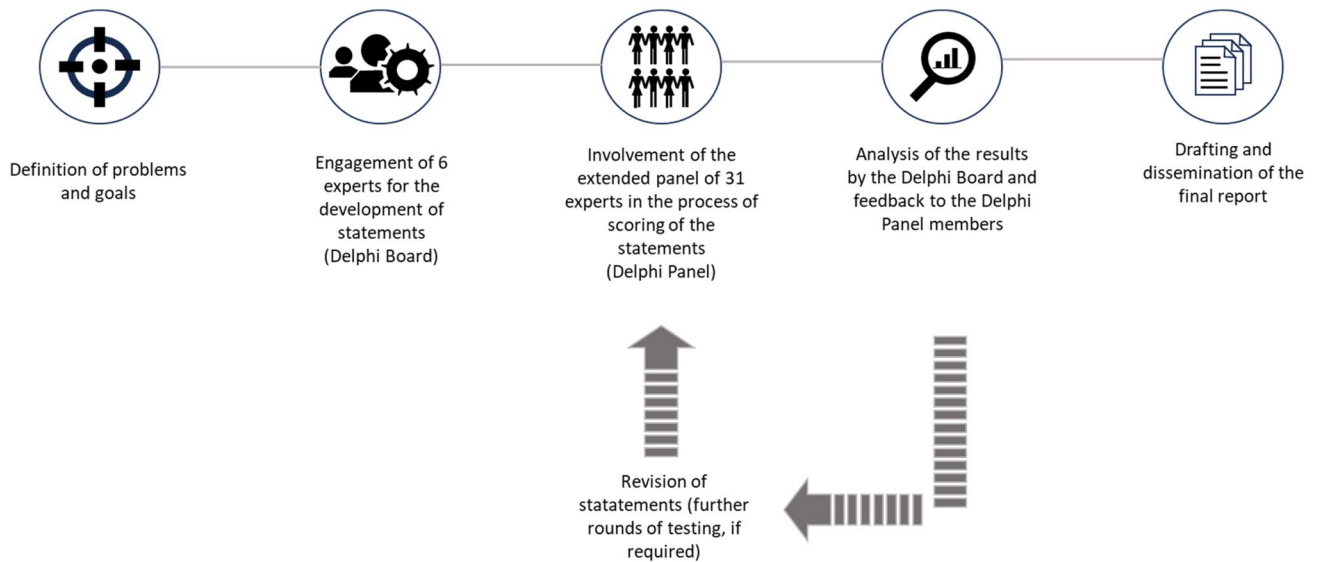 Definition of problems
and goals
Engagement of 6
experts for the
development of
statements
(Delphi Board)
Involvement of the
extended panel of 31
experts in the process of
scoring of the
statements
(Delphi Panel)
Analysis of the results
by the Delphi Board and
feedback to the Delphi
Panel members
Drafting and
dissemination of the
final report
Revision of
statatements (further
rounds of testing, if
required)